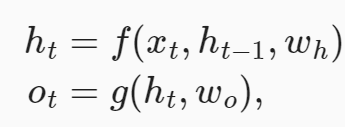 h_t = f(x_t, h_{t-1}, w_h)
o_t = g(h_t, w_o),